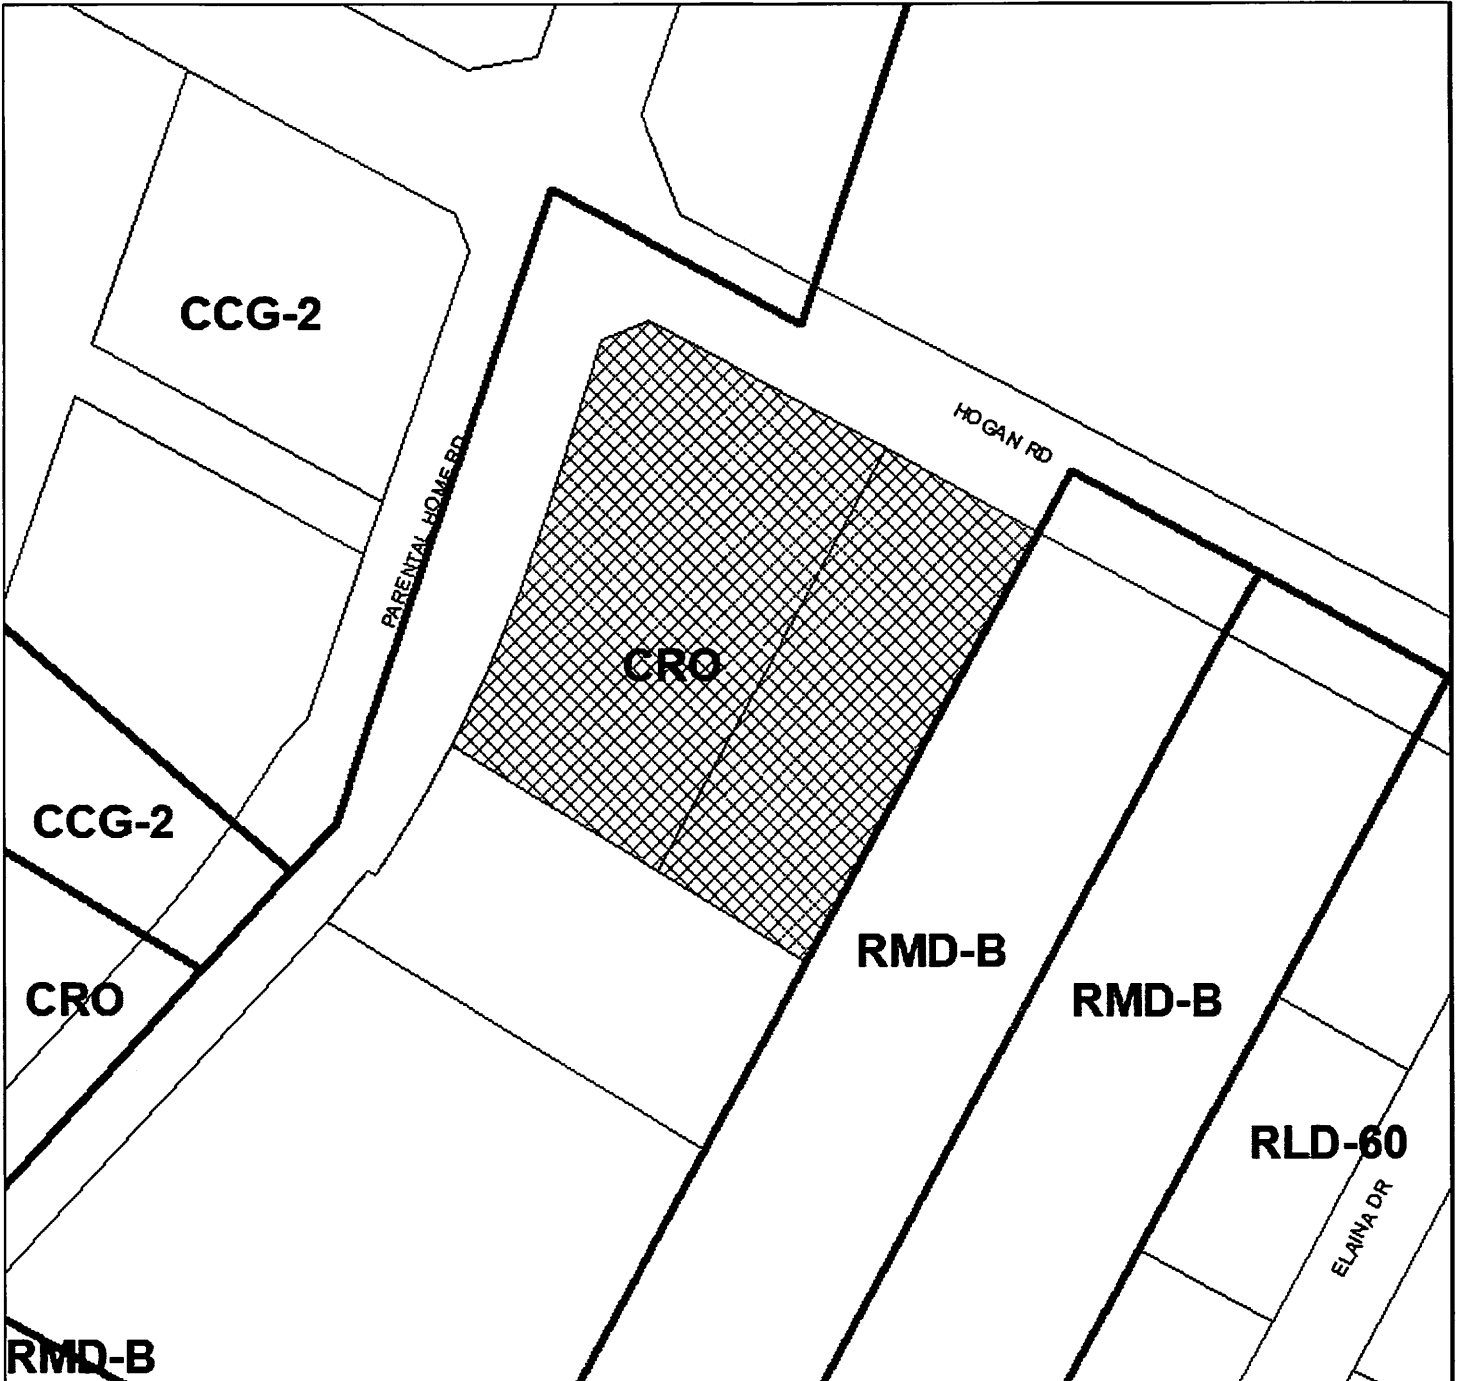 CCG-2
HOGAN RD
PARENTAL HOME RD
CRO
CCG-2
RMD-B
CRO
RMD-B
RLD-60
ELAINA DR
RMD-B